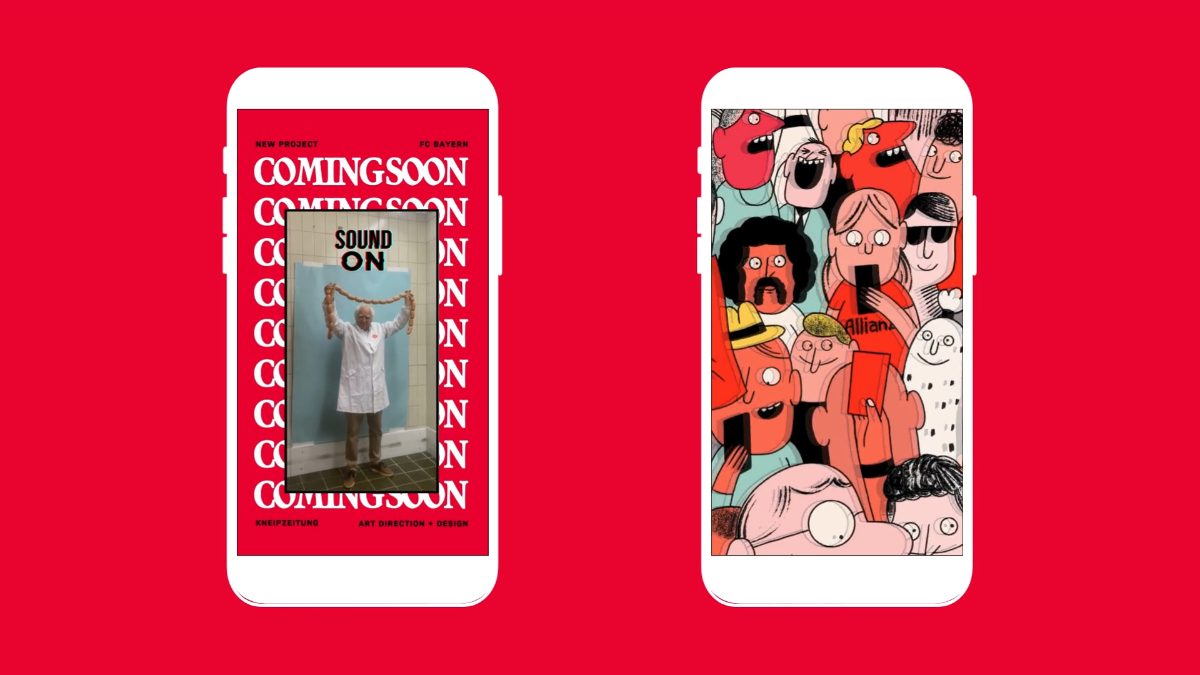 NEW PROJECT FC BAYERN
COMINGSOON
COMINGSOON
COMINGSOON
COMINGSOON
COMINGSOON
COMINGSOON
COMINGSOON
COMINGSOON
COMINGSOON
SOUND
ON
KNEIPZEITUNG ART DIRECTION + DESIGN
Allianz